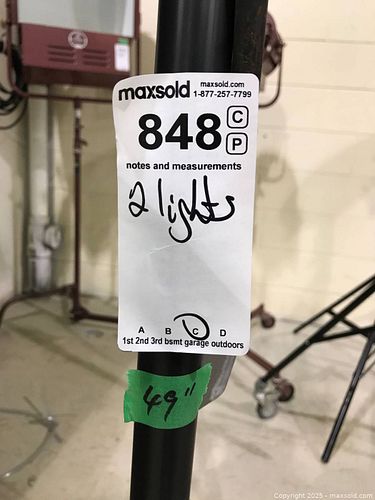 maxsold maxsold.com
1-877-257-7799
848 C
P
notes and measurements
2 lights
A B C D
1st 2nd 3rd bsmt garage outdoors
49"
Copyright 2025 - maxsold.com